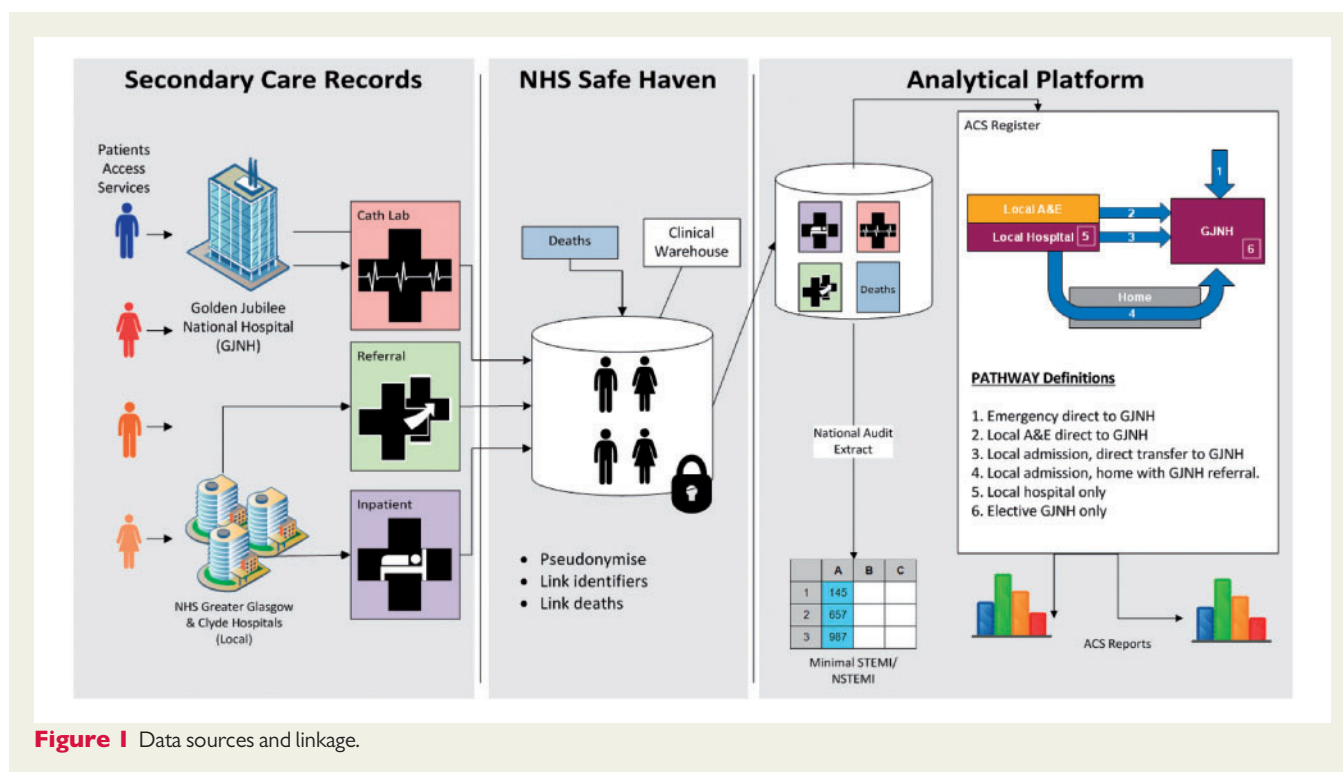 Secondary Care Records
NHS Safe Haven
Analytical Platform
Patients
Access
Services
Golden Jubilee
National Hospital
(GJNH)
NHS Greater Glasgow
& Clyde Hospitals
(Local)
Cath Lab
Referral
Inpatient
Deaths
Clinical
Warehouse
• Pseudonymise
• Link identifiers
• Link deaths
Deaths
National Audit
Extract
A B C
1 145
2 657
3 987
Minimal STEMI/
NSTEMI
ACS Register
1
Local A&E
2
Local Hospital 5
3
GJNH
6
Home
4
PATHWAY Definitions
1. Emergency direct to GJNH
2. Local A&E direct to GJNH
3. Local admission, direct transfer to GJNH
4. Local admission, home with GJNH referral.
5. Local hospital only
6. Elective GJNH only
ACS Reports
Figure 1 Data sources and linkage.